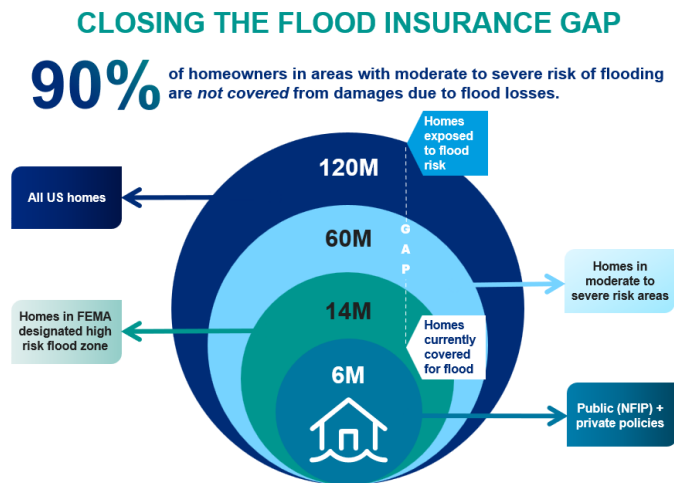 CLOSING THE FLOOD INSURANCE GAP
90%
of homeowners in areas with moderate to severe risk of flooding
are not covered from damages due to flood losses.
Homes
exposed
to flood
risk
120M
All US homes
60M
G
A
P
Homes in
moderate to
severe risk areas
14M
Homes in FEMA
designated high
risk flood zone
Homes
currently
covered
for flood
6M
Public (NFIP) +
private policies